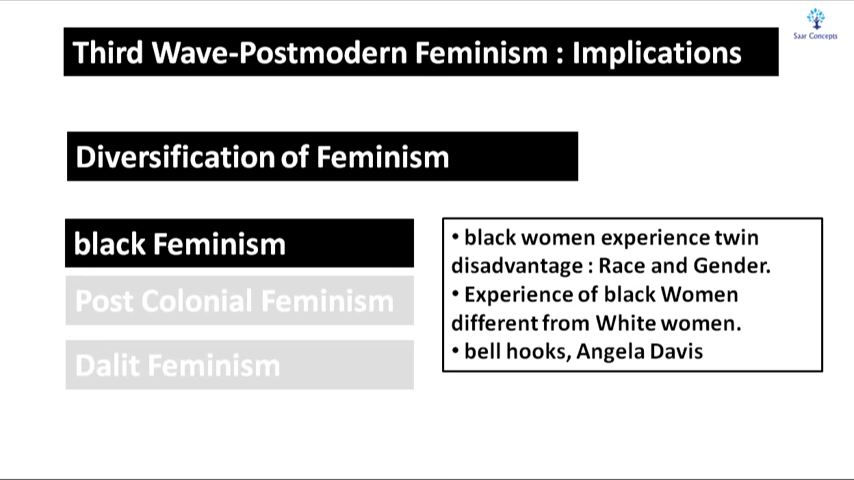 Saar Concepts
Third Wave-Postmodern Feminism : Implications
Diversification of Feminism
black Feminism
Post Colonial Feminism
Dalit Feminism
• black women experience twin
disadvantage : Race and Gender.
• Experience of black Women
different from White women.
• bell hooks, Angela Davis